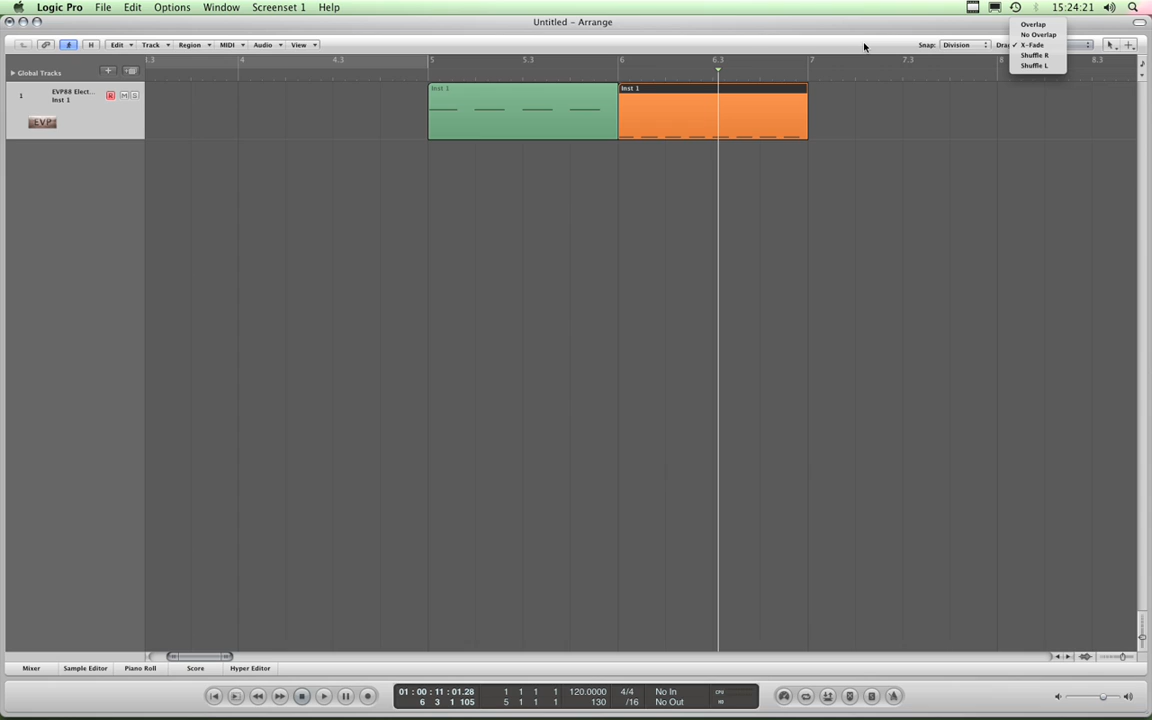 Logic Pro File Edit Options Window Screenset 1 Help 15:24:21
Untitled – Arrange
H Edit Track Region MIDI Audio View Snap: Division Drag
Overlap
No Overlap
✓ X-Fade
Shuffle R
Shuffle L
Global Tracks
4 4.3 5 5.3 6 6.3 7 7.3 8 8.3
1 EVP88 Elect... R M S
Inst 1
EVP
Inst 1 Inst 1
Mixer Sample Editor Piano Roll Score Hyper Editor
01 : 00 : 11 : 01.28 1 1 1 1 120.0000 4/4 No In CPU
6 3 1 105 5 1 1 1 130 /16 No Out HD